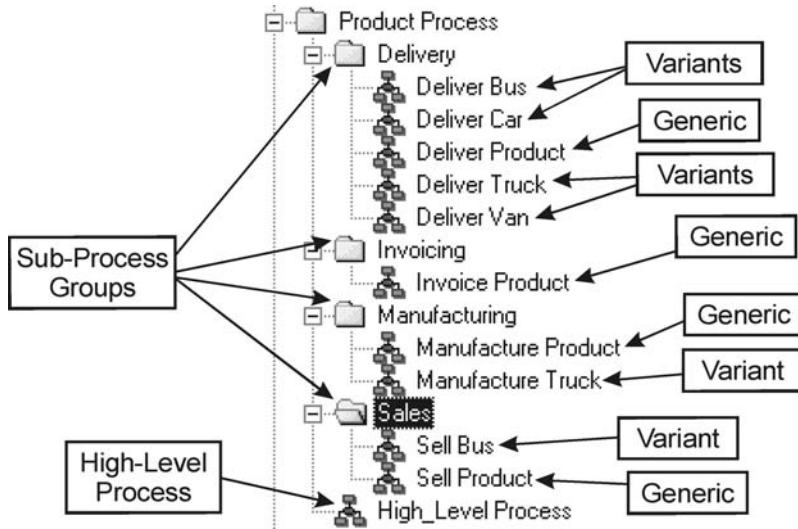 Product Process
Delivery
Variants
Deliver Bus
Deliver Car
Generic
Deliver Product
Deliver Truck
Variants
Deliver Van
Sub-Process
Groups
Invoicing
Generic
Invoice Product
Manufacturing
Generic
Manufacture Product
Manufacture Truck
Variant
Sales
Sell Bus
Variant
High-Level
Process
Sell Product
Generic
High_Level Process